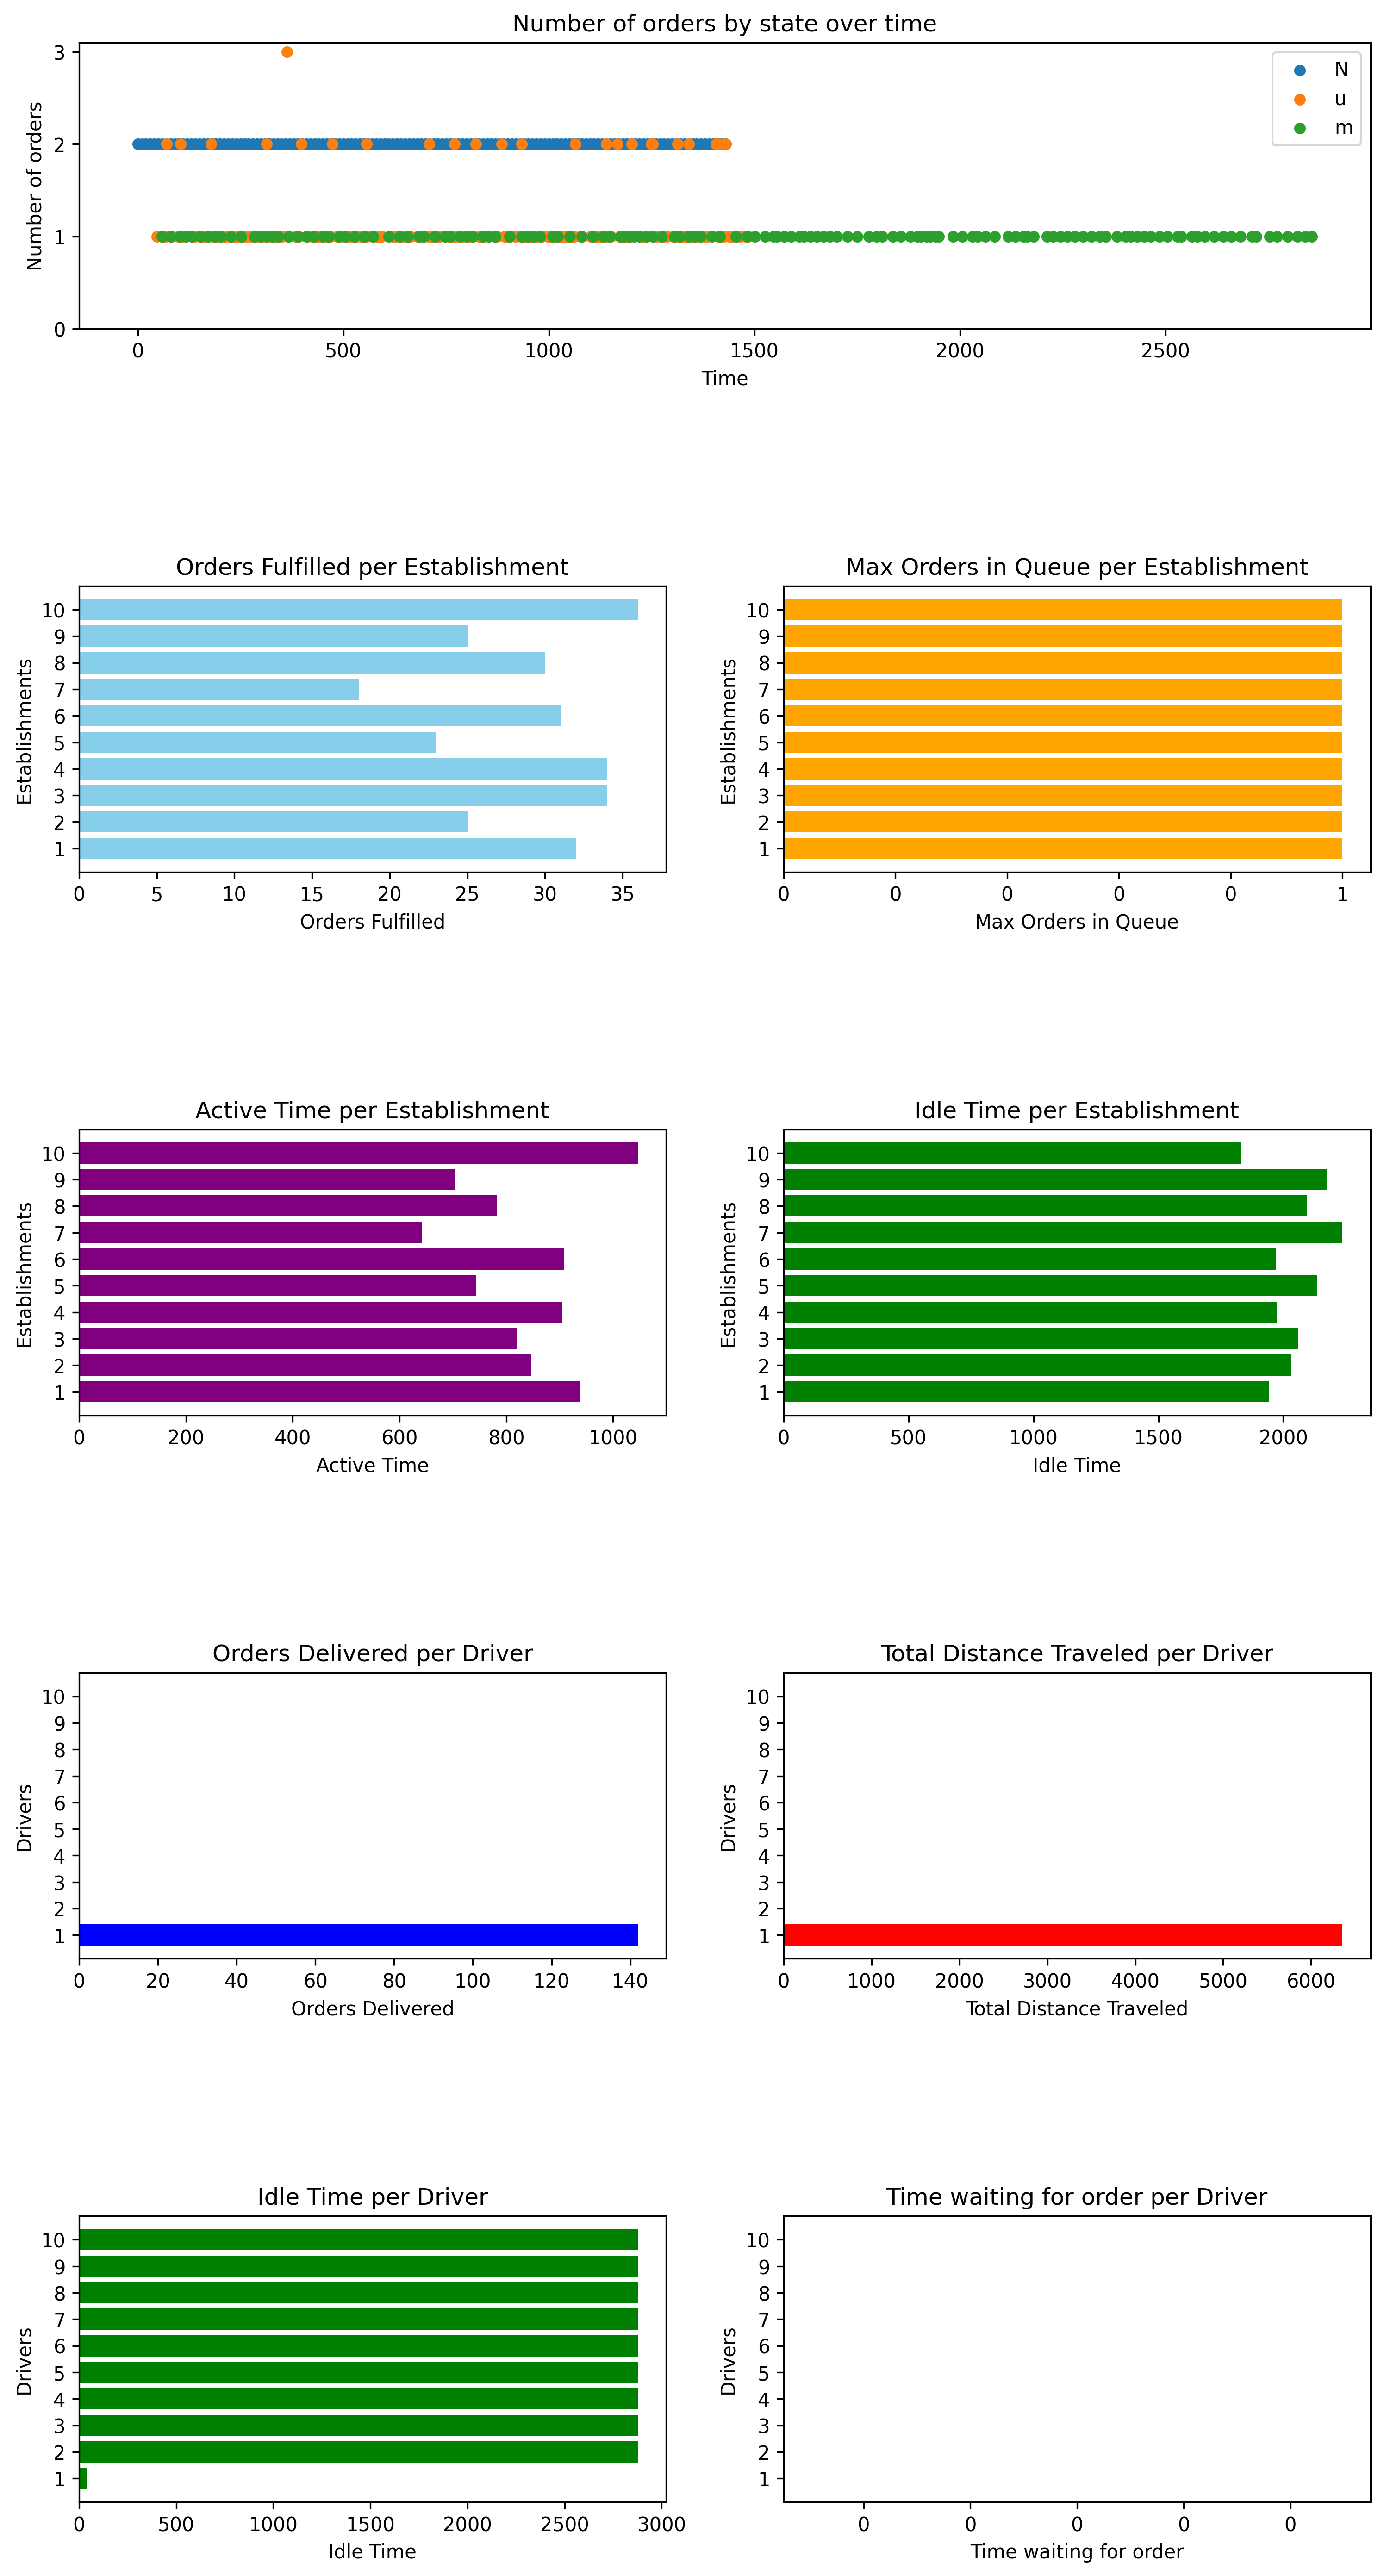 Number of orders by state over time
3
2
1
0
Number of orders
N
u
m
0 500 1000 1500 2000 2500
Time
Orders Fulfilled per Establishment
10
9
8
7
6
5
4
3
2
1
Establishments
0 5 10 15 20 25 30 35
Orders Fulfilled
Max Orders in Queue per Establishment
10
9
8
7
6
5
4
3
2
1
Establishments
0 0 0 0 0 1
Max Orders in Queue
Active Time per Establishment
10
9
8
7
6
5
4
3
2
1
Establishments
0 200 400 600 800 1000
Active Time
Idle Time per Establishment
10
9
8
7
6
5
4
3
2
1
Establishments
0 500 1000 1500 2000
Idle Time
Orders Delivered per Driver
10
9
8
7
6
5
4
3
2
1
Drivers
0 20 40 60 80 100 120 140
Orders Delivered
Total Distance Traveled per Driver
10
9
8
7
6
5
4
3
2
1
Drivers
0 1000 2000 3000 4000 5000 6000
Total Distance Traveled
Idle Time per Driver
10
9
8
7
6
5
4
3
2
1
Drivers
0 500 1000 1500 2000 2500 3000
Idle Time
Time waiting for order per Driver
10
9
8
7
6
5
4
3
2
1
Drivers
0 0 0 0 0
Time waiting for order